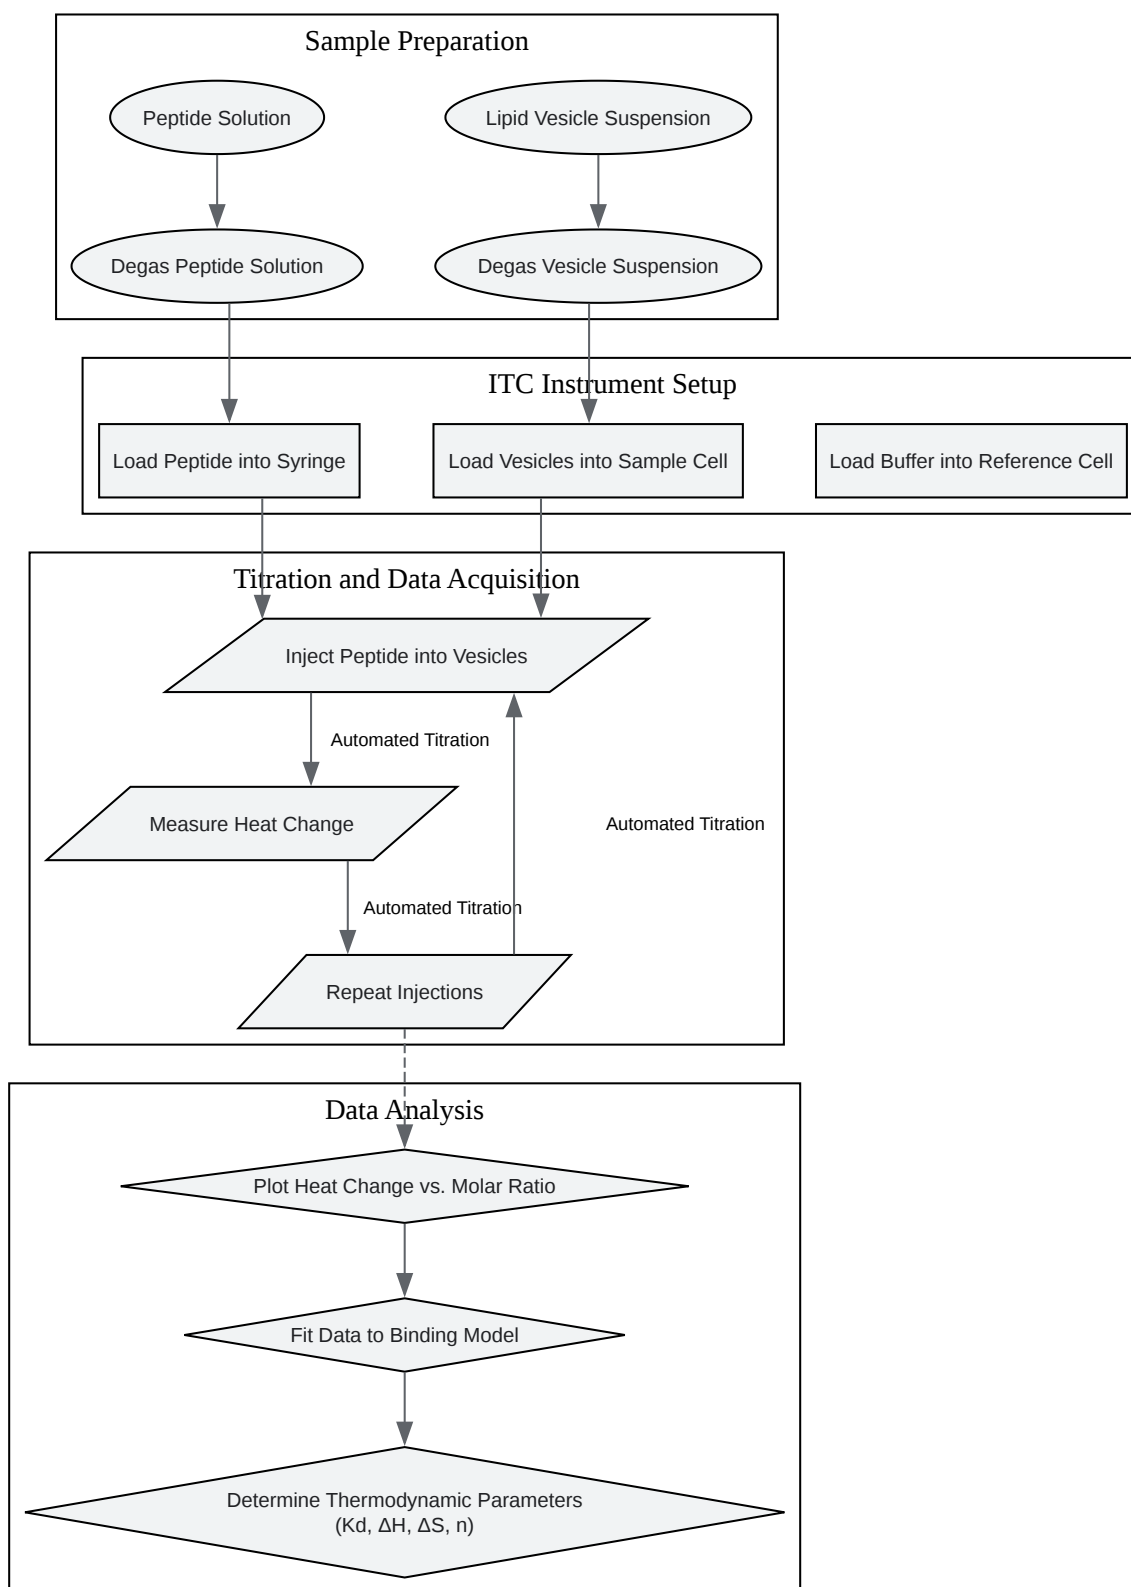 Sample Preparation
Peptide Solution
Lipid Vesicle Suspension
Degas Peptide Solution
Degas Vesicle Suspension
ITC Instrument Setup
Load Peptide into Syringe
Load Vesicles into Sample Cell
Load Buffer into Reference Cell
Titration and Data Acquisition
Inject Peptide into Vesicles
Automated Titration
Measure Heat Change
Automated Titration
Automated Titration
Repeat Injections
Data Analysis
Plot Heat Change vs. Molar Ratio
Fit Data to Binding Model
Determine Thermodynamic Parameters
(Kd, ΔH, ΔS, n)